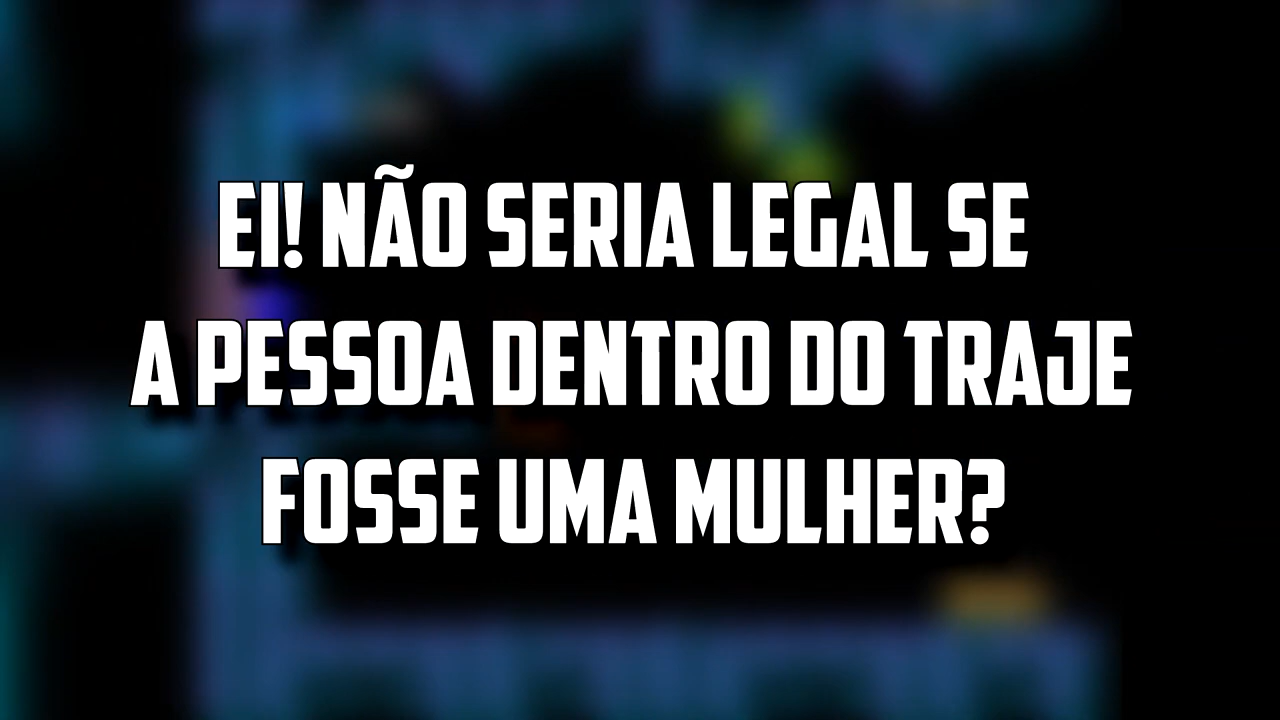 EI! NÃO SERIA LEGAL SE
A PESSOA DENTRO DO TRAJE
FOSSE UMA MULHER?